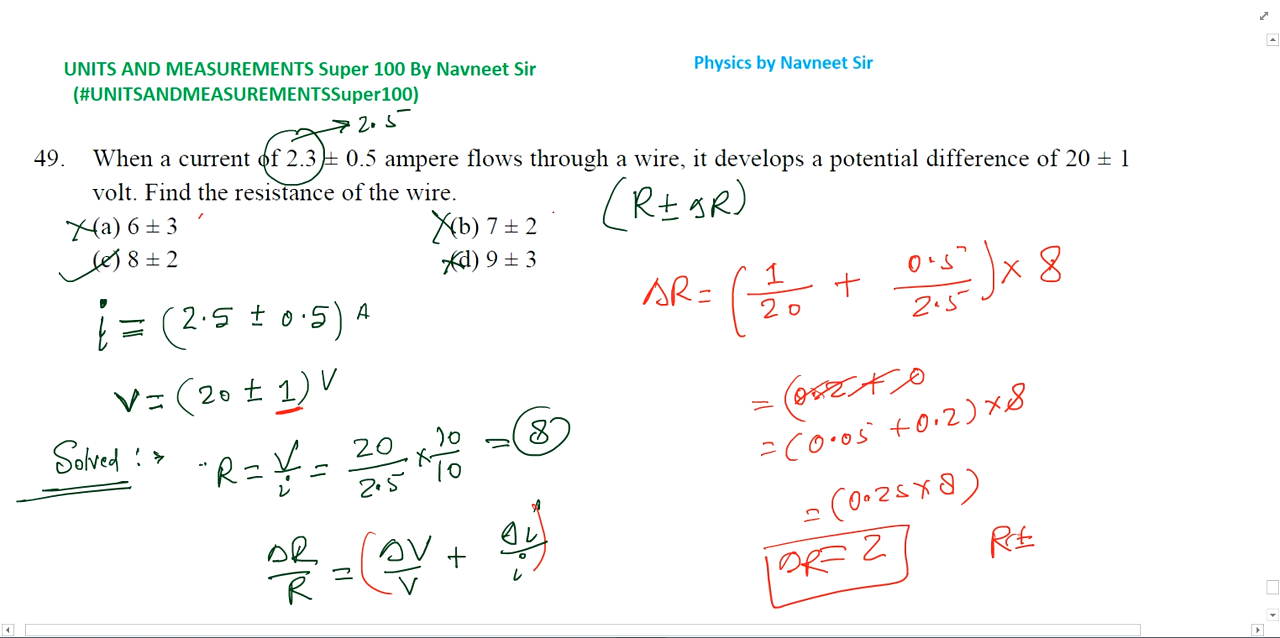 UNITS AND MEASUREMENTS Super 100 By Navneet Sir
(#UNITSANDMEASUREMENTSSuper100)
Physics by Navneet Sir
→ 2.5
49. When a current of 2.3 ± 0.5 ampere flows through a wire, it develops a potential difference of 20 ± 1
volt. Find the resistance of the wire.
(R ± ΔR)
(a) 6 ± 3
(b) 7 ± 2
(c) 8 ± 2
(d) 9 ± 3
i = (2.5 ± 0.5) A
V = (20 ± 1) V
Solved :→
R = V/i = 20/2.5 × 10/10 = 8
ΔR/R = (ΔV/V + Δi/i)
ΔR = (1/20 + 0.5/2.5) × 8
= (0.05 + 0.2) × 8
= (0.25 × 8)
ΔR = 2
R ±